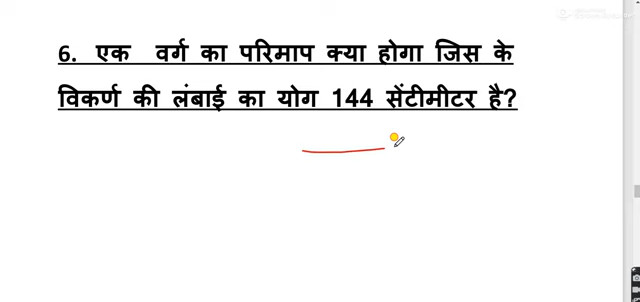 6. एक वर्ग का परिमाप क्या होगा जिस के
विकर्ण की लंबाई का योग 144 सेंटीमीटर है?